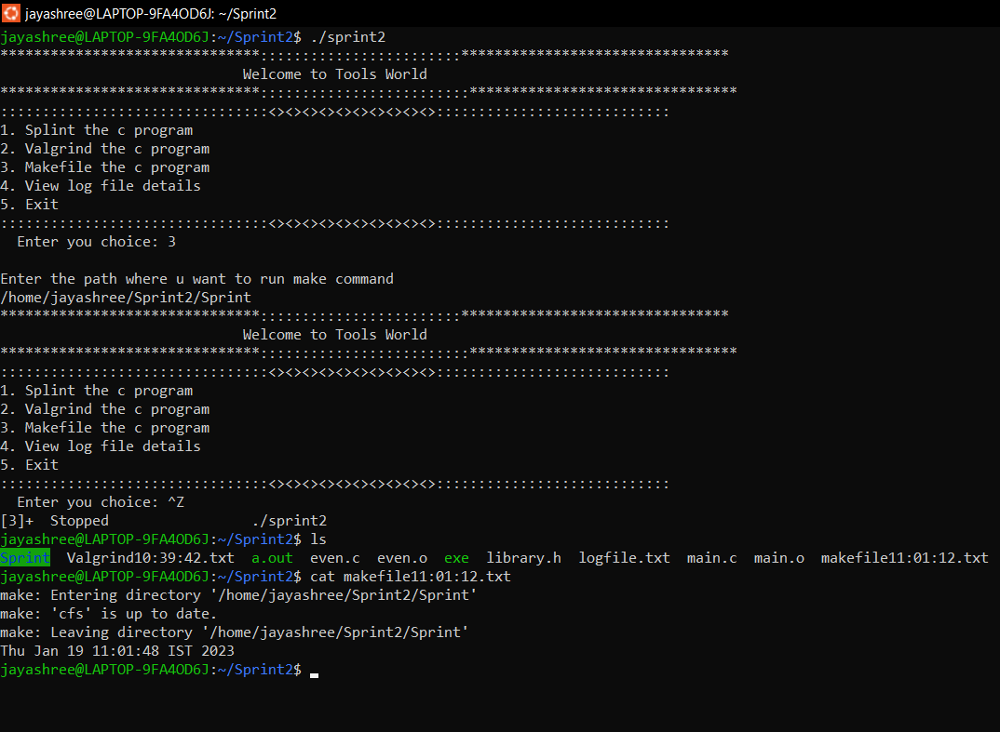 jayashree@LAPTOP-9FA4OD6J: ~/Sprint2
jayashree@LAPTOP-9FA4OD6J:~/Sprint2$ ./sprint2
*******************************::::::::::::::::::::::::********************************
Welcome to Tools World
*******************************:::::::::::::::::::::::::********************************
::::::::::::::::::::::::::::::::<><><><><><><><><><>::::::::::::::::::::::::::::
1. Splint the c program
2. Valgrind the c program
3. Makefile the c program
4. View log file details
5. Exit
::::::::::::::::::::::::::::::::<><><><><><><><><><>::::::::::::::::::::::::::::
Enter you choice: 3
Enter the path where u want to run make command
/home/jayashree/Sprint2/Sprint
*******************************::::::::::::::::::::::::********************************
Welcome to Tools World
*******************************:::::::::::::::::::::::::********************************
::::::::::::::::::::::::::::::::<><><><><><><><><><>::::::::::::::::::::::::::::
1. Splint the c program
2. Valgrind the c program
3. Makefile the c program
4. View log file details
5. Exit
::::::::::::::::::::::::::::::::<><><><><><><><><><>::::::::::::::::::::::::::::
Enter you choice: ^Z
[3]+  Stopped                 ./sprint2
jayashree@LAPTOP-9FA4OD6J:~/Sprint2$ ls
Sprint  Valgrind10:39:42.txt  a.out  even.c  even.o  exe  library.h  logfile.txt  main.c  main.o  makefile11:01:12.txt
jayashree@LAPTOP-9FA4OD6J:~/Sprint2$ cat makefile11:01:12.txt
make: Entering directory '/home/jayashree/Sprint2/Sprint'
make: 'cfs' is up to date.
make: Leaving directory '/home/jayashree/Sprint2/Sprint'
Thu Jan 19 11:01:48 IST 2023
jayashree@LAPTOP-9FA4OD6J:~/Sprint2$